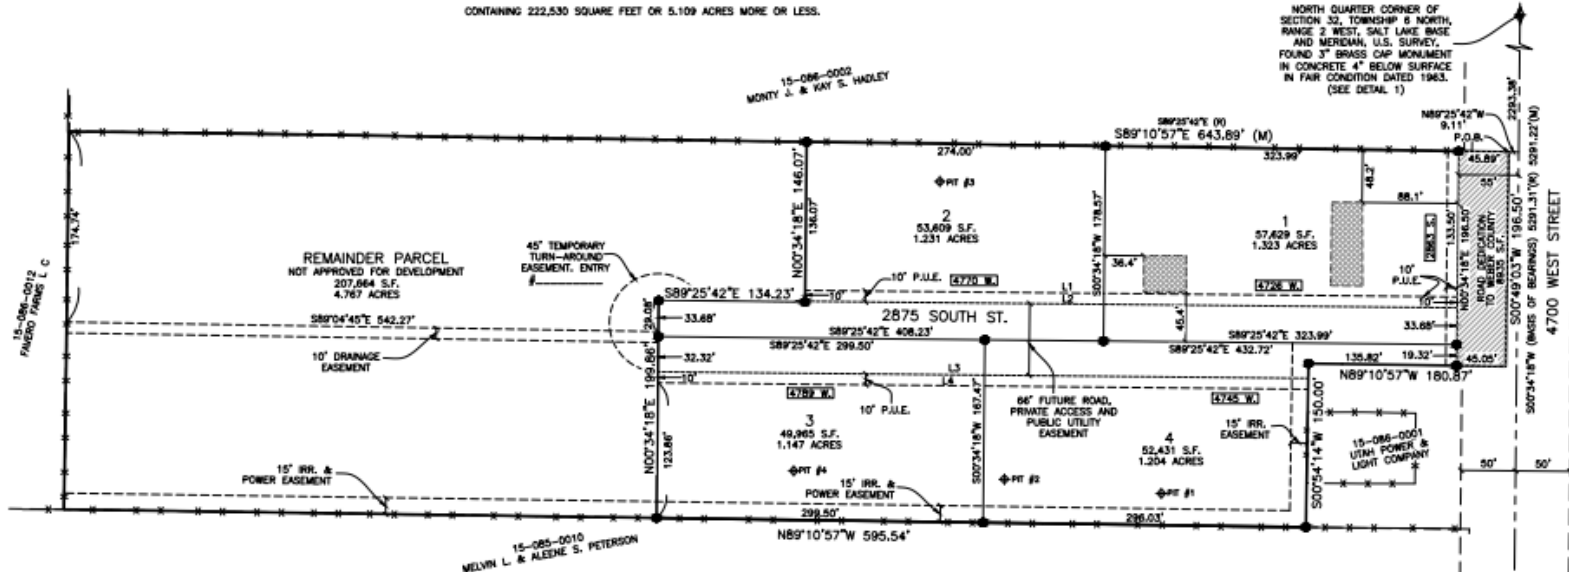 CONTAINING 222,530 SQUARE FEET OR 5.109 ACRES MORE OR LESS.
NORTH QUARTER CORNER OF
SECTION 32, TOWNSHIP 6 NORTH,
RANGE 2 WEST, SALT LAKE BASE
AND MERIDIAN, U.S. SURVEY.
FOUND 3" BRASS CAP MONUMENT
IN CONCRETE 4" BELOW SURFACE
IN FAIR CONDITION DATED 1963.
(SEE DETAIL 1)
2293.38'
15-086-0002
MONTY J. & KAY S. HADLEY
S89°25'42"E (R)
S89°10'57"E 643.89' (M)
N89°25'42"W
9.11'
P.O.B.
274.00'
323.99'
45.89'
55'
174.74'
N00°34'18"E 146.07'
136.07'
PIT #3
2
53,609 S.F.
1.231 ACRES
S00°34'18"W 178.57'
48.2'
88.1'
1
57,629 S.F.
1.323 ACRES
2863 S.
133.50'
N00°34'18"E 196.50'
ROAD DEDICATION
TO WEBER COUNTY
8935 S.F.
S00°49'03"W 196.50'
S00°34'18"W (BASIS OF BEARINGS) 5291.31'(R) 5291.22'(M)
4700 WEST STREET
REMAINDER PARCEL
NOT APPROVED FOR DEVELOPMENT
207,664 S.F.
4.767 ACRES
45' TEMPORARY
TURN-AROUND
EASEMENT. ENTRY
#
15-086-0012
FAVERO FARMS L C
36.4'
10' P.U.E.
4770 W.
4726 W.
10'
P.U.E.
L1
L2
10'
10'
S89°25'42"E 134.23'
29.08'
33.68'
2875 SOUTH ST.
45.4'
33.68'
S89°04'45"E 542.27'
S89°25'42"E 408.23'
S89°25'42"E 323.99'
S89°25'42"E 299.50'
S89°25'42"E 432.72'
10' DRAINAGE
EASEMENT
32.32'
19.32'
135.82'
45.05'
N89°10'57"W 180.87'
10'
L3
L4
4789 W.
10' P.U.E.
4745 W.
N00°34'18"E 199.86'
123.86'
3
49,965 S.F.
1.147 ACRES
S00°34'18"W 167.47'
66' FUTURE ROAD,
PRIVATE ACCESS AND
PUBLIC UTILITY
EASEMENT
15' IRR.
EASEMENT
4
52,431 S.F.
1.204 ACRES
S00°54'14"W 150.00'
15-086-0001
UTAH POWER &
LIGHT COMPANY
50'
50'
15' IRR. &
POWER EASEMENT
PIT #4
15' IRR. &
POWER EASEMENT
PIT #2
PIT #1
299.50'
296.03'
N89°10'57"W 595.54'
15-085-0010
MELVIN L. & ALEENE S. PETERSON